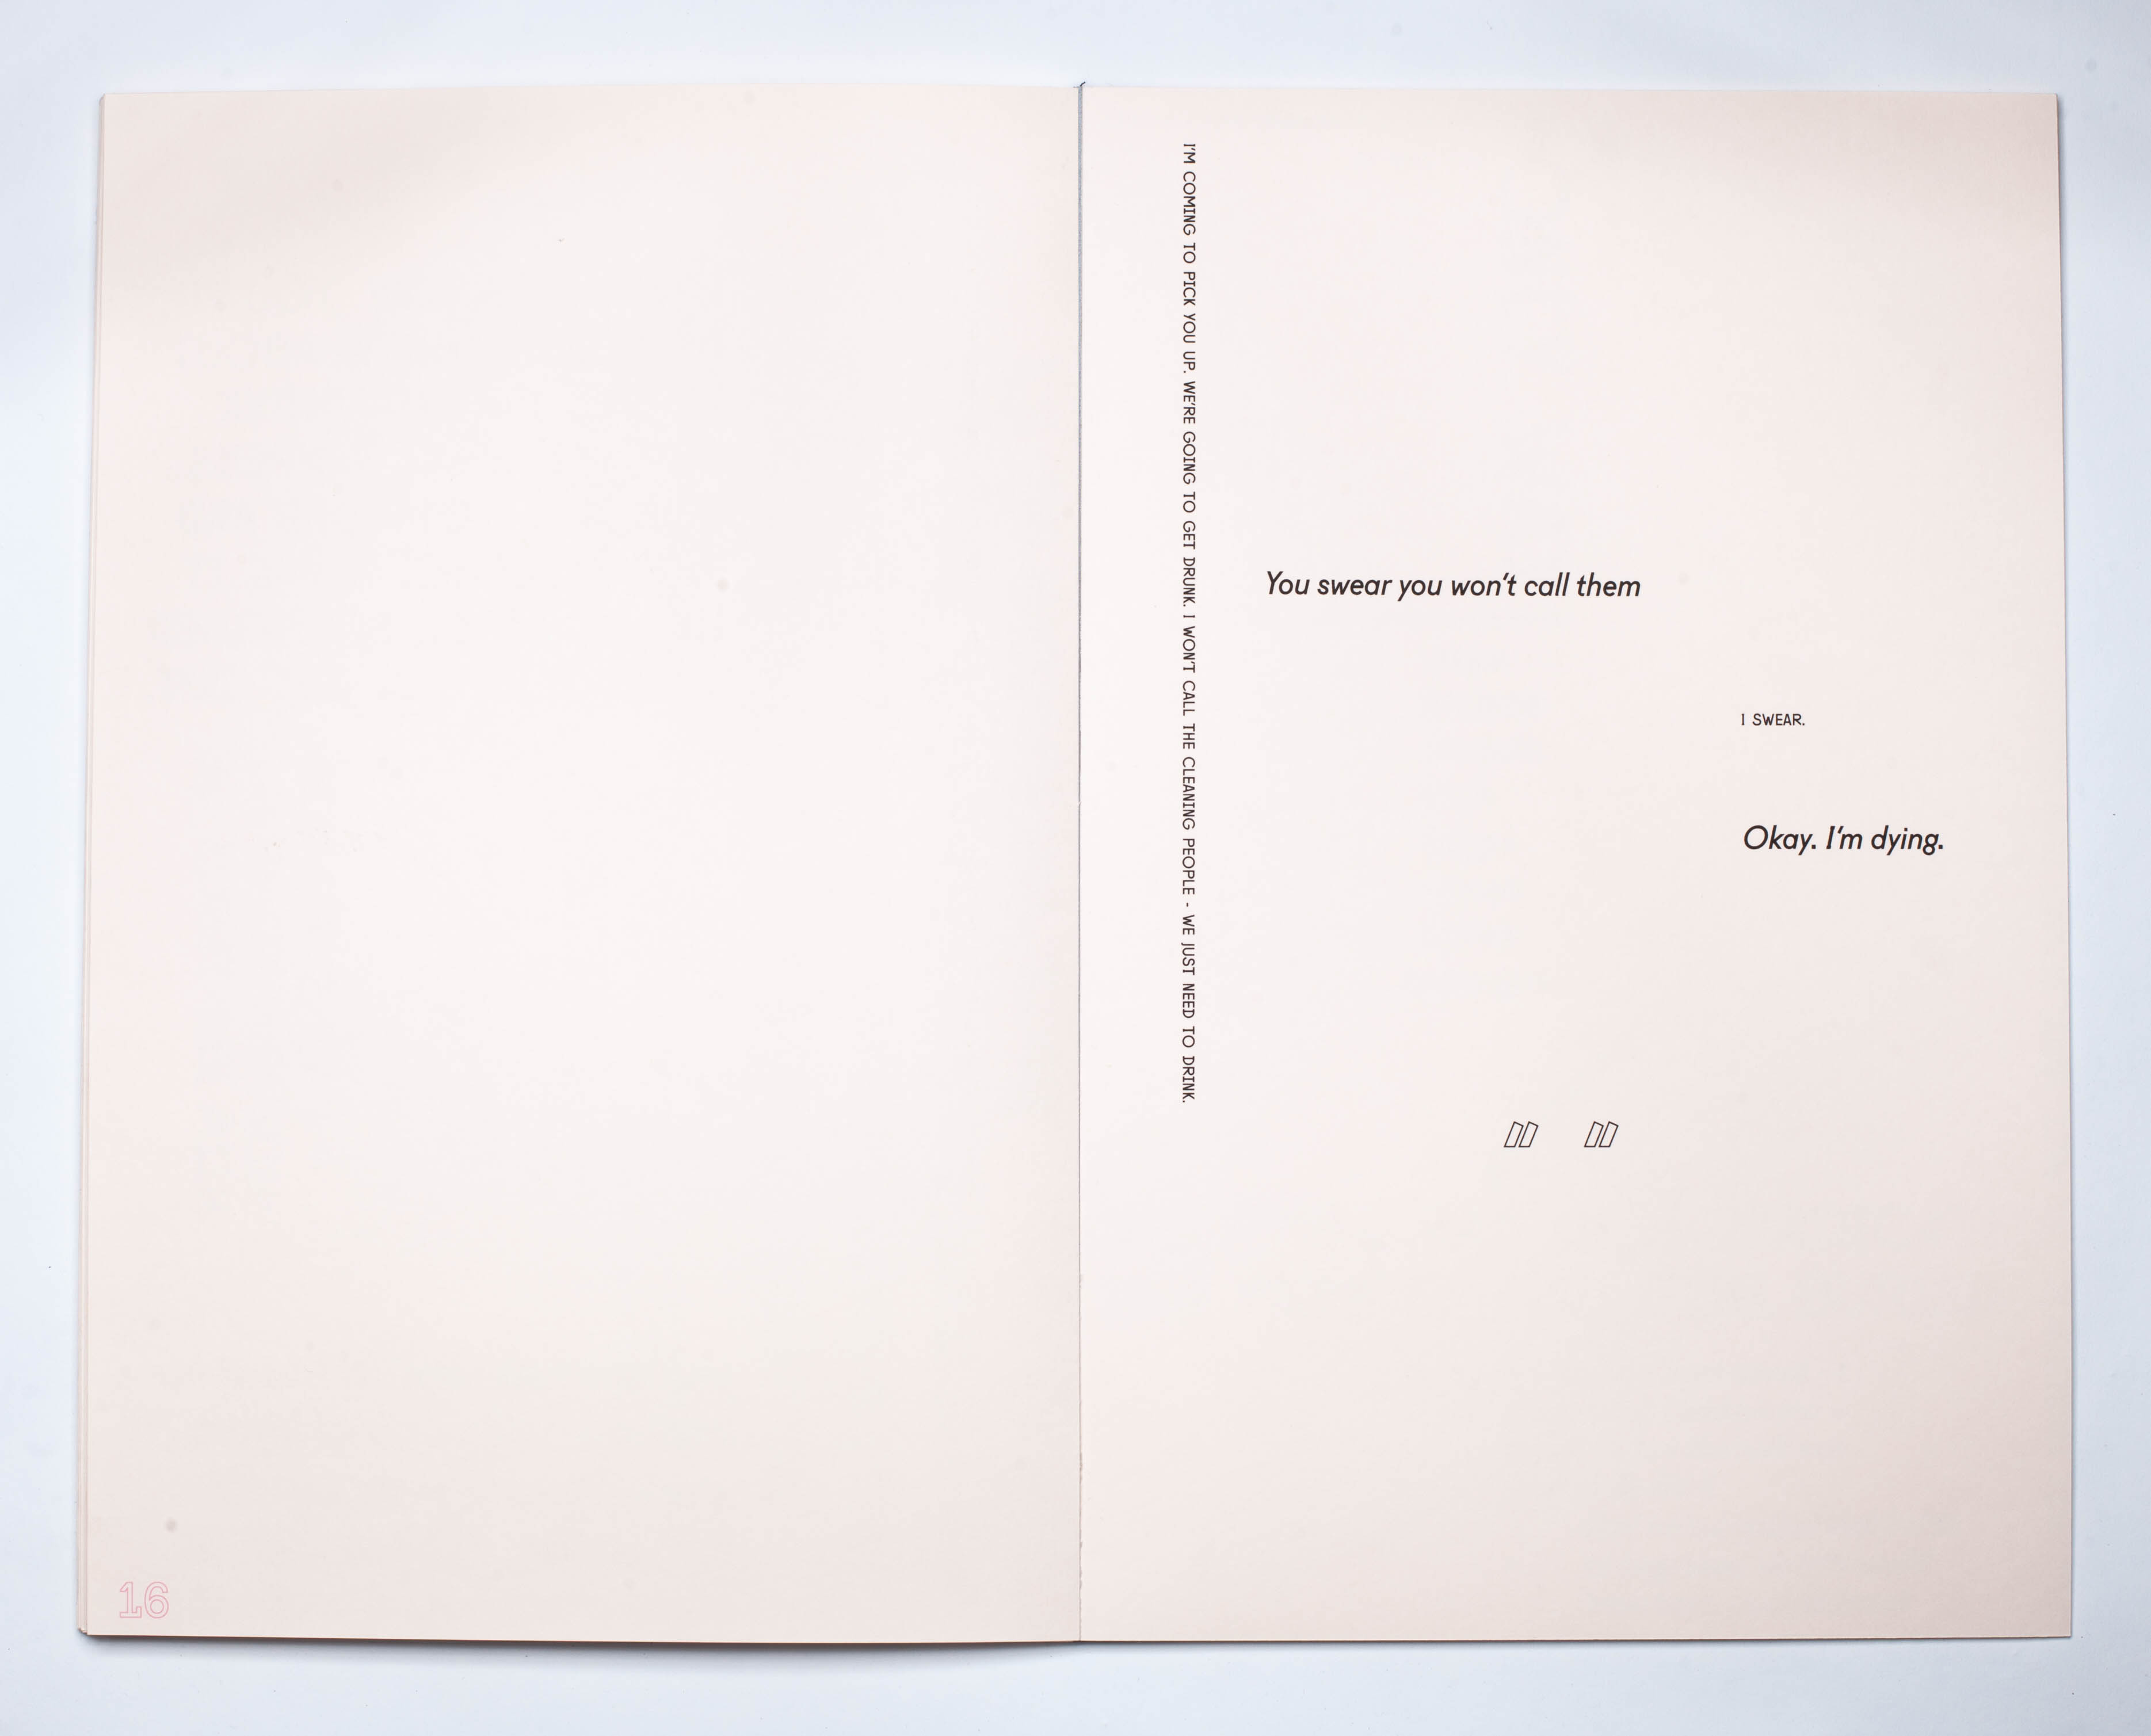 16
I'M COMING TO PICK YOU UP. WE'RE GOING TO GET DRUNK. I WON'T CALL THE CLEANING PEOPLE - WE JUST NEED TO DRINK.
You swear you won't call them
I SWEAR.
Okay. I'm dying.
" "